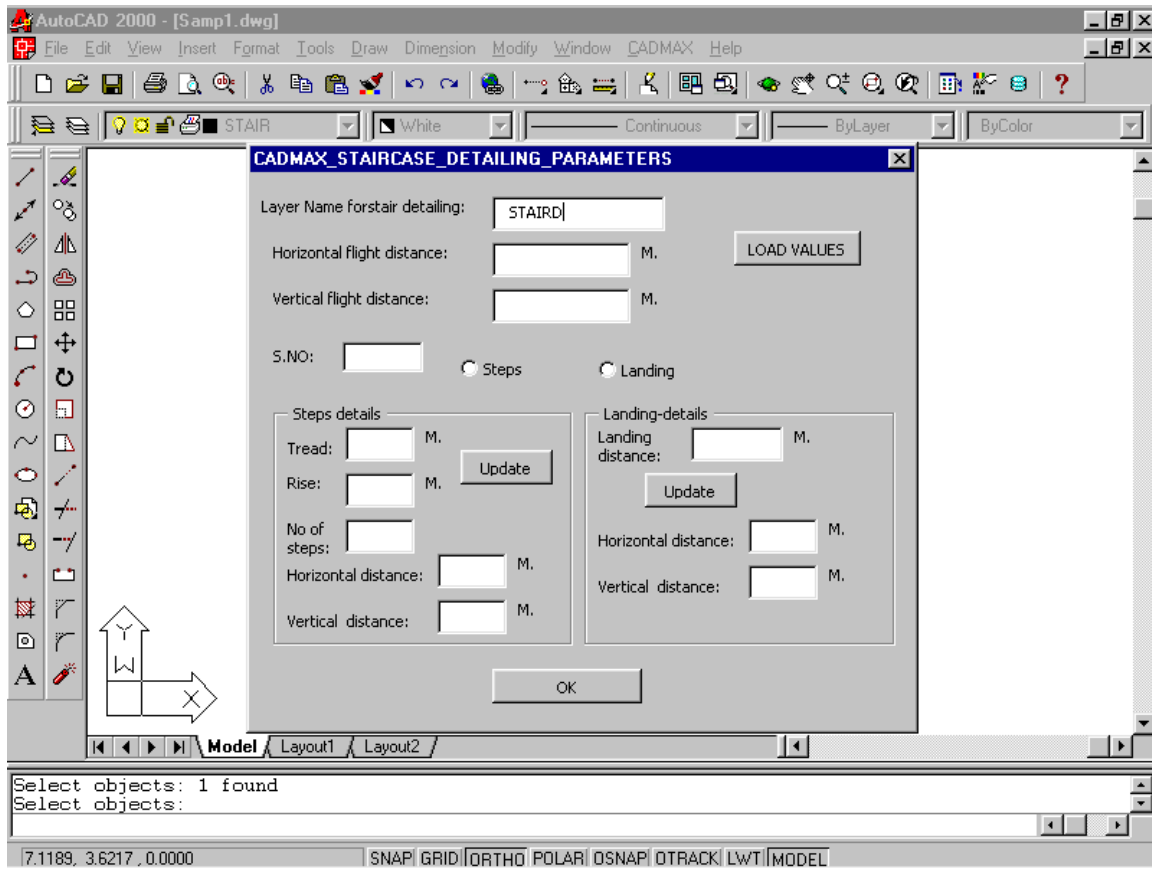 AutoCAD 2000 - [Samp1.dwg]
File Edit View Insert Format Tools Draw Dimension Modify Window CADMAX Help
STAIR White Continuous ByLayer ByColor
CADMAX_STAIRCASE_DETAILING_PARAMETERS
Layer Name forstair detailing: STAIRD
Horizontal flight distance: M. LOAD VALUES
Vertical flight distance: M.
S.NO: Steps Landing
Steps details
Tread: M.
Update
Rise: M.
No of
steps:
Horizontal distance: M.
Vertical distance: M.
Landing-details
Landing
distance: M.
Update
Horizontal distance: M.
Vertical distance: M.
OK
Y
W
X
A
Model Layout1 Layout2
Select objects: 1 found
Select objects:
7.1189, 3.6217 , 0.0000 SNAP GRID ORTHO POLAR OSNAP OTRACK LWT MODEL